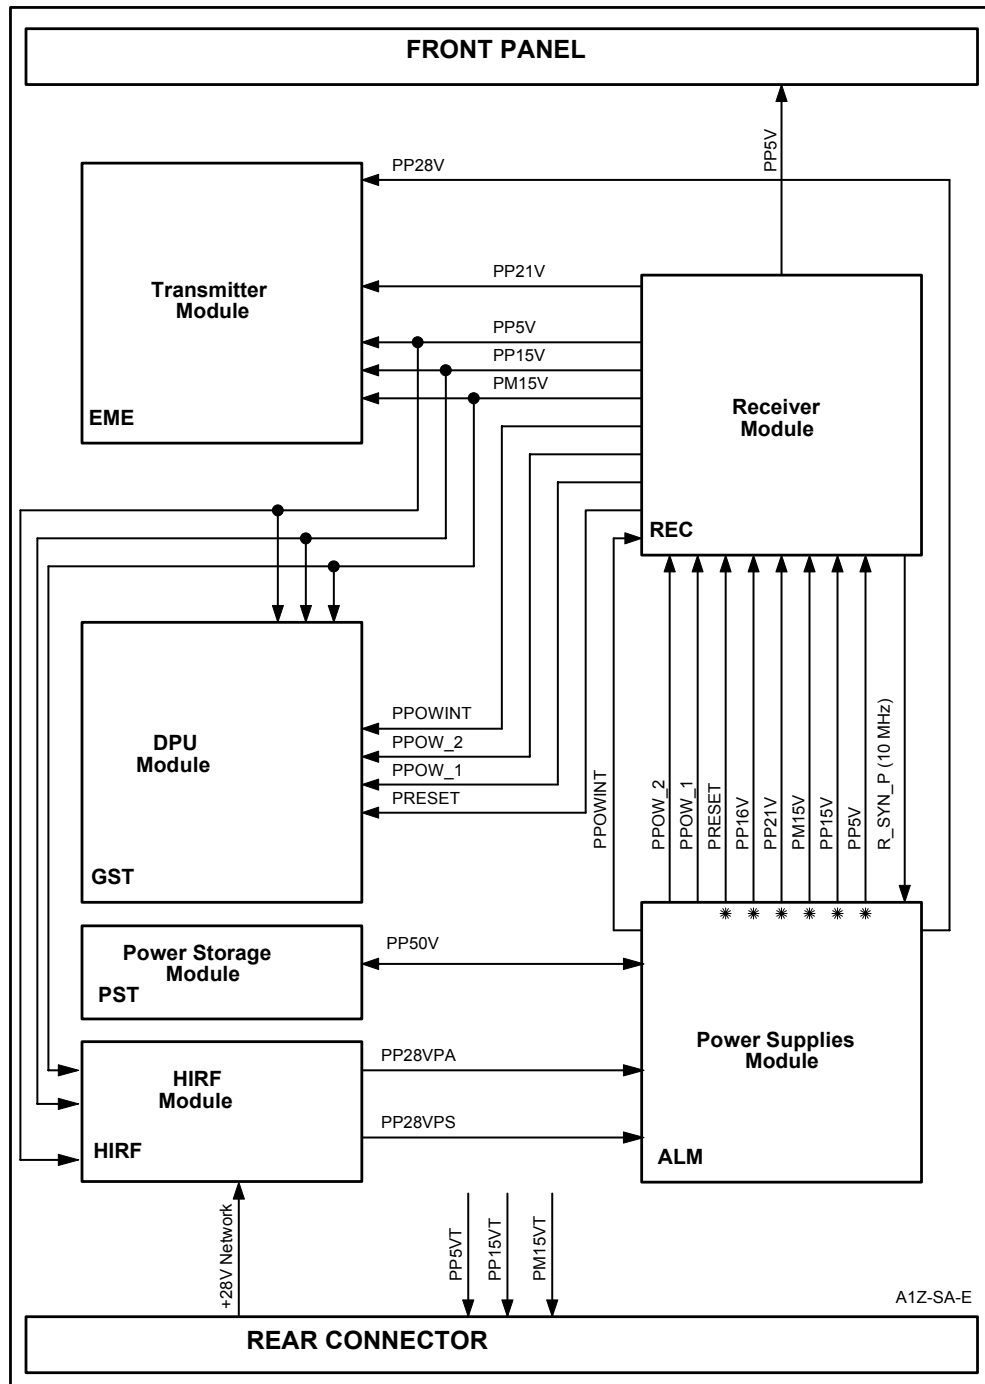 FRONT PANEL
PP5V
PP28V
Transmitter
Module
EME
PP21V
PP5V
PP15V
PM15V
Receiver
Module
REC
DPU
Module
GST
PPOWINT
PPOW_2
PPOW_1
PRESET
PPOWINT
PPOW_2
PPOW_1
PRESET
PP16V
PP21V
PM15V
PP15V
PP5V
R_SYN_P (10 MHz)
* * * * * *
Power Storage
Module
PST
PP50V
Power Supplies
Module
ALM
HIRF
Module
HIRF
PP28VPA
PP28VPS
+28V Network
PP5VT
PP15VT
PM15VT
A1Z-SA-E
REAR CONNECTOR